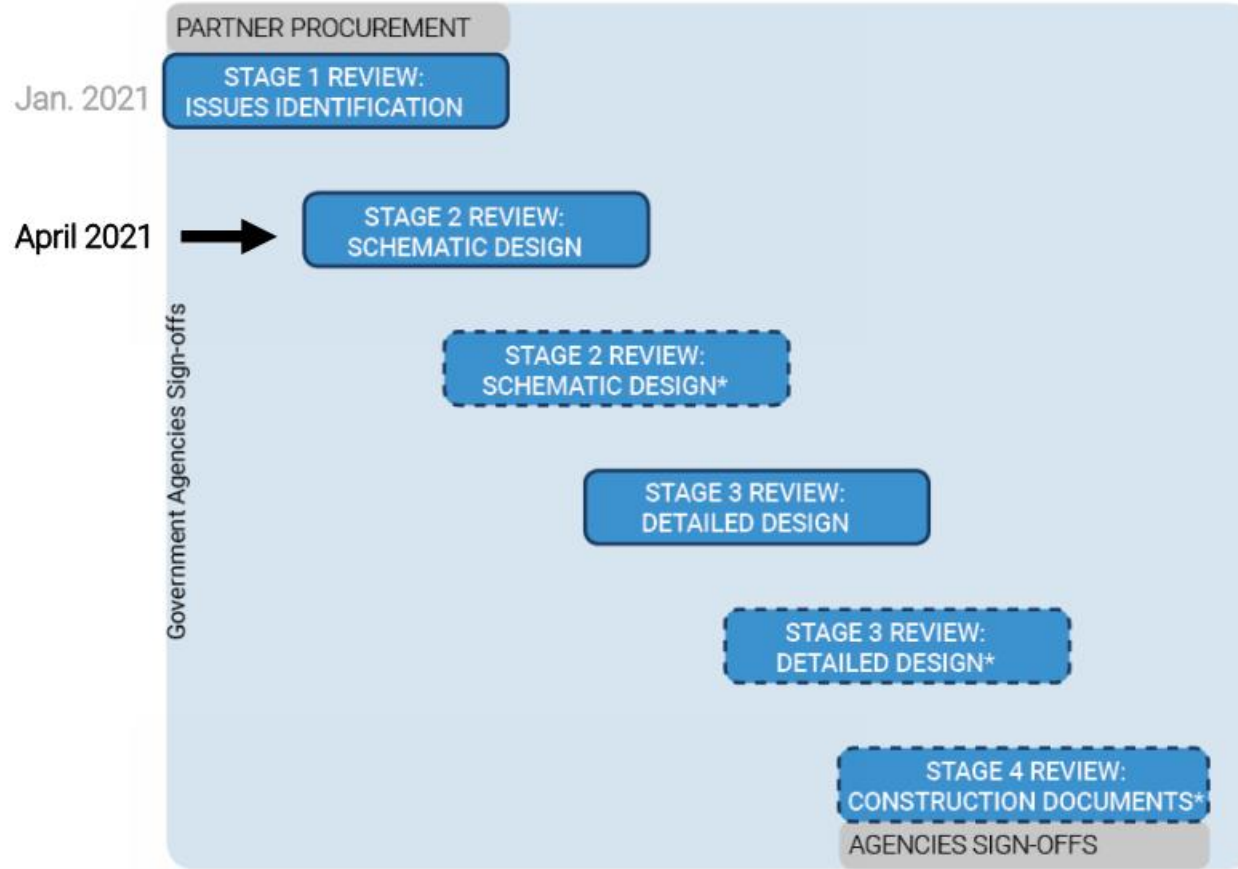 PARTNER PROCUREMENT
Jan. 2021
STAGE 1 REVIEW:
ISSUES IDENTIFICATION
April 2021
STAGE 2 REVIEW:
SCHEMATIC DESIGN
Government Agencies Sign-offs
STAGE 2 REVIEW:
SCHEMATIC DESIGN*
STAGE 3 REVIEW:
DETAILED DESIGN
STAGE 3 REVIEW:
DETAILED DESIGN*
STAGE 4 REVIEW:
CONSTRUCTION DOCUMENTS*
AGENCIES SIGN-OFFS